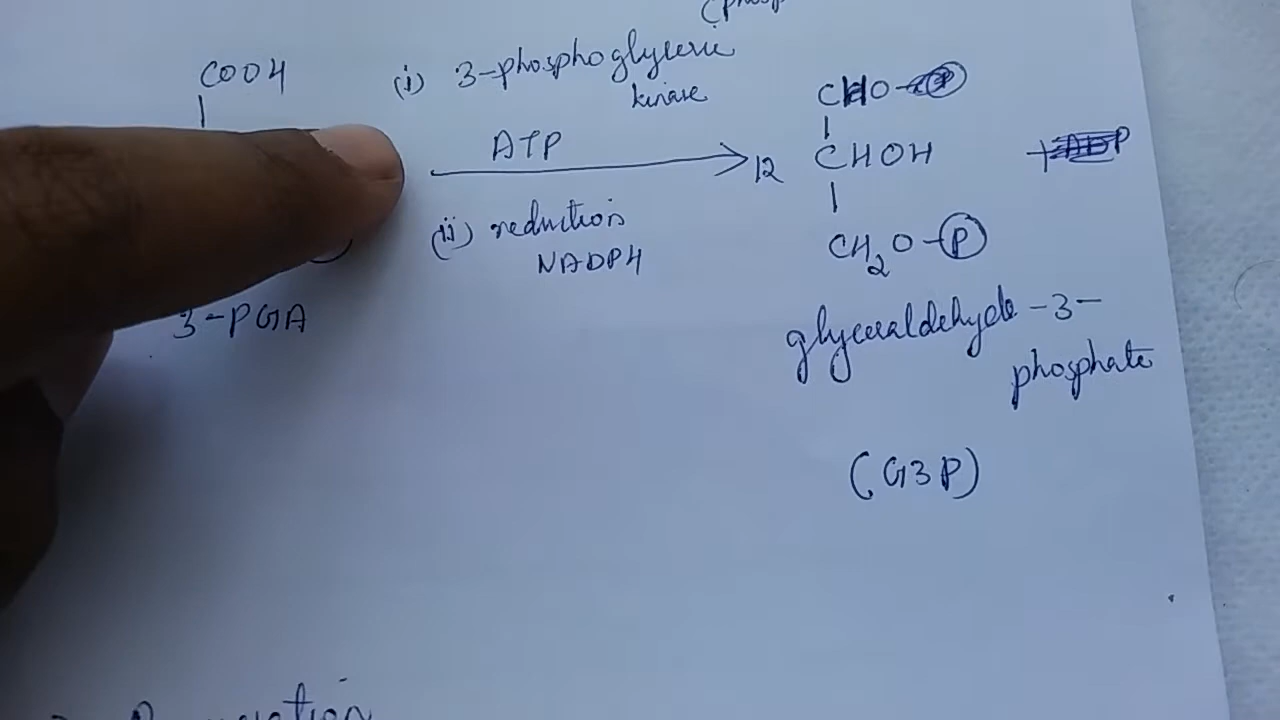 COOH
(i) 3-phosphoglyceric
kinase
ATP
(ii) reduction
NADPH
3-PGA
12
CHO
CHOH
CH2O-P
glyceraldehyde-3-
phosphate
(G3P)